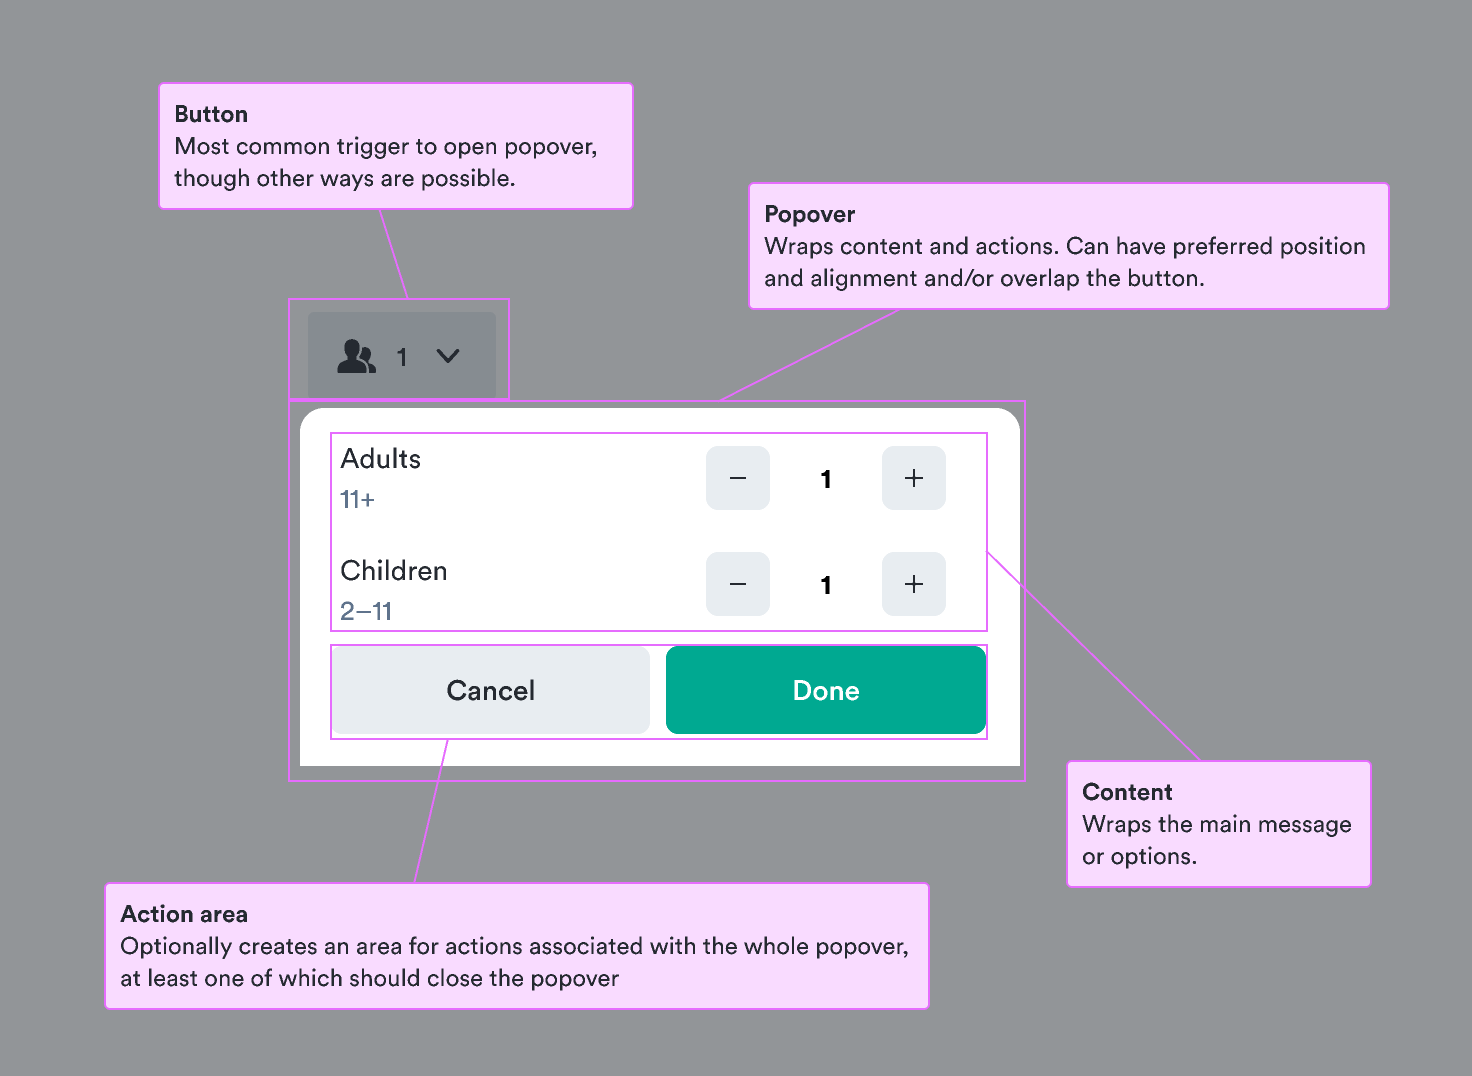 Button
Most common trigger to open popover,
though other ways are possible.
Popover
Wraps content and actions. Can have preferred position
and alignment and/or overlap the button.
1
Adults
11+
− 1 +
Children
2–11
− 1 +
Cancel
Done
Content
Wraps the main message
or options.
Action area
Optionally creates an area for actions associated with the whole popover,
at least one of which should close the popover